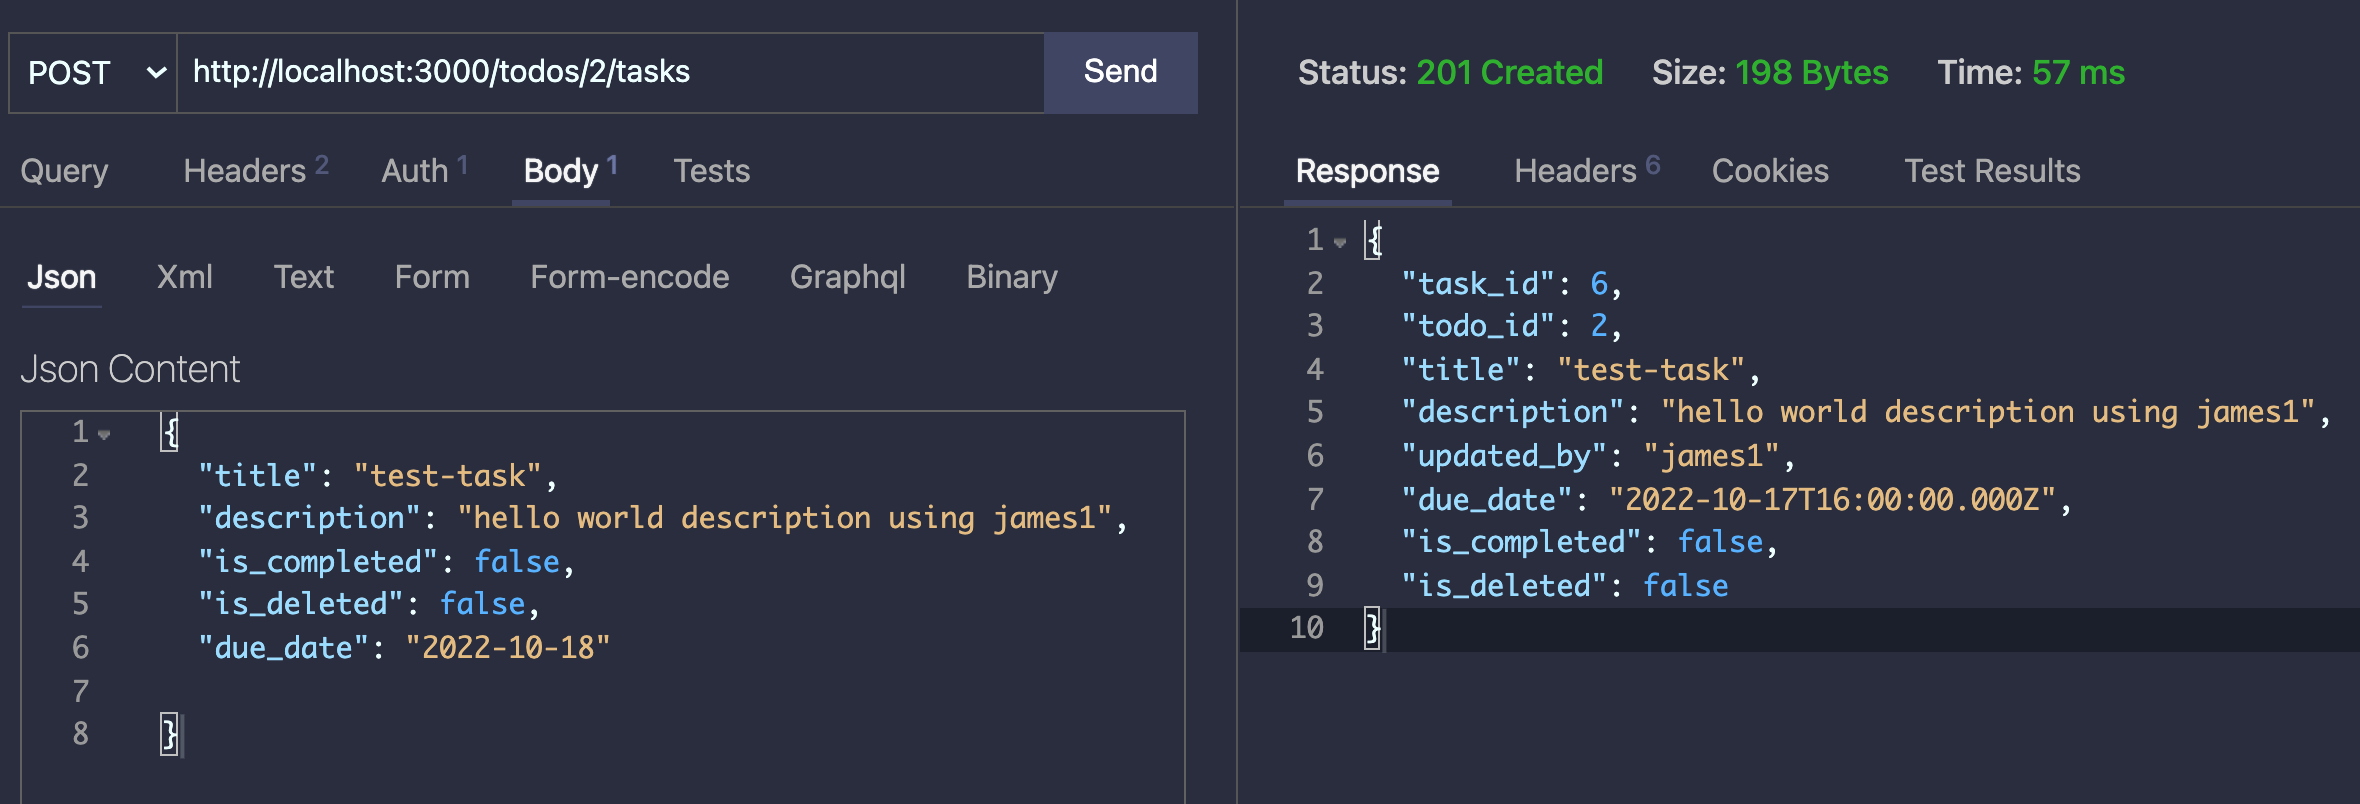 POST http://localhost:3000/todos/2/tasks Send
Query Headers 2 Auth 1 Body 1 Tests
Json Xml Text Form Form-encode Graphql Binary
Json Content
1 {
2 "title": "test-task",
3 "description": "hello world description using james1",
4 "is_completed": false,
5 "is_deleted": false,
6 "due_date": "2022-10-18"
7
8 }
Status: 201 Created Size: 198 Bytes Time: 57 ms
Response Headers 6 Cookies Test Results
1 {
2 "task_id": 6,
3 "todo_id": 2,
4 "title": "test-task",
5 "description": "hello world description using james1",
6 "updated_by": "james1",
7 "due_date": "2022-10-17T16:00:00.000Z",
8 "is_completed": false,
9 "is_deleted": false
10 }